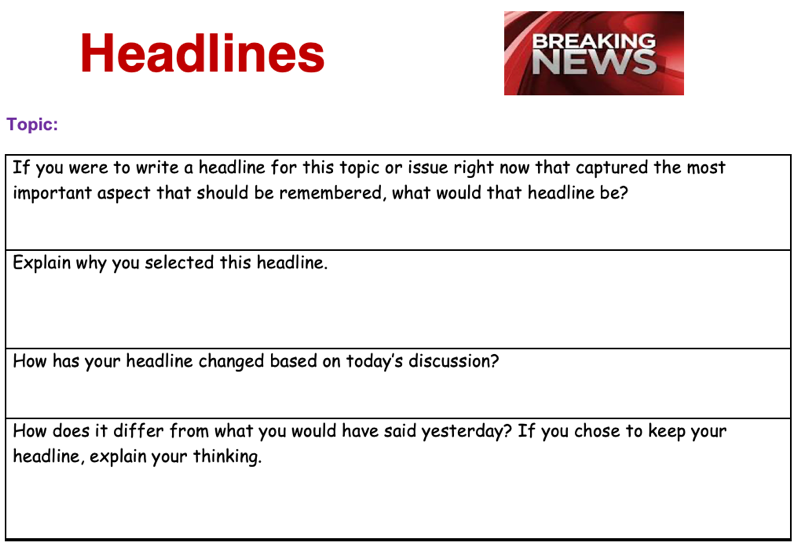 Headlines
BREAKING
NEWS
Topic:
If you were to write a headline for this topic or issue right now that captured the most
important aspect that should be remembered, what would that headline be?
Explain why you selected this headline.
How has your headline changed based on today's discussion?
How does it differ from what you would have said yesterday? If you chose to keep your
headline, explain your thinking.